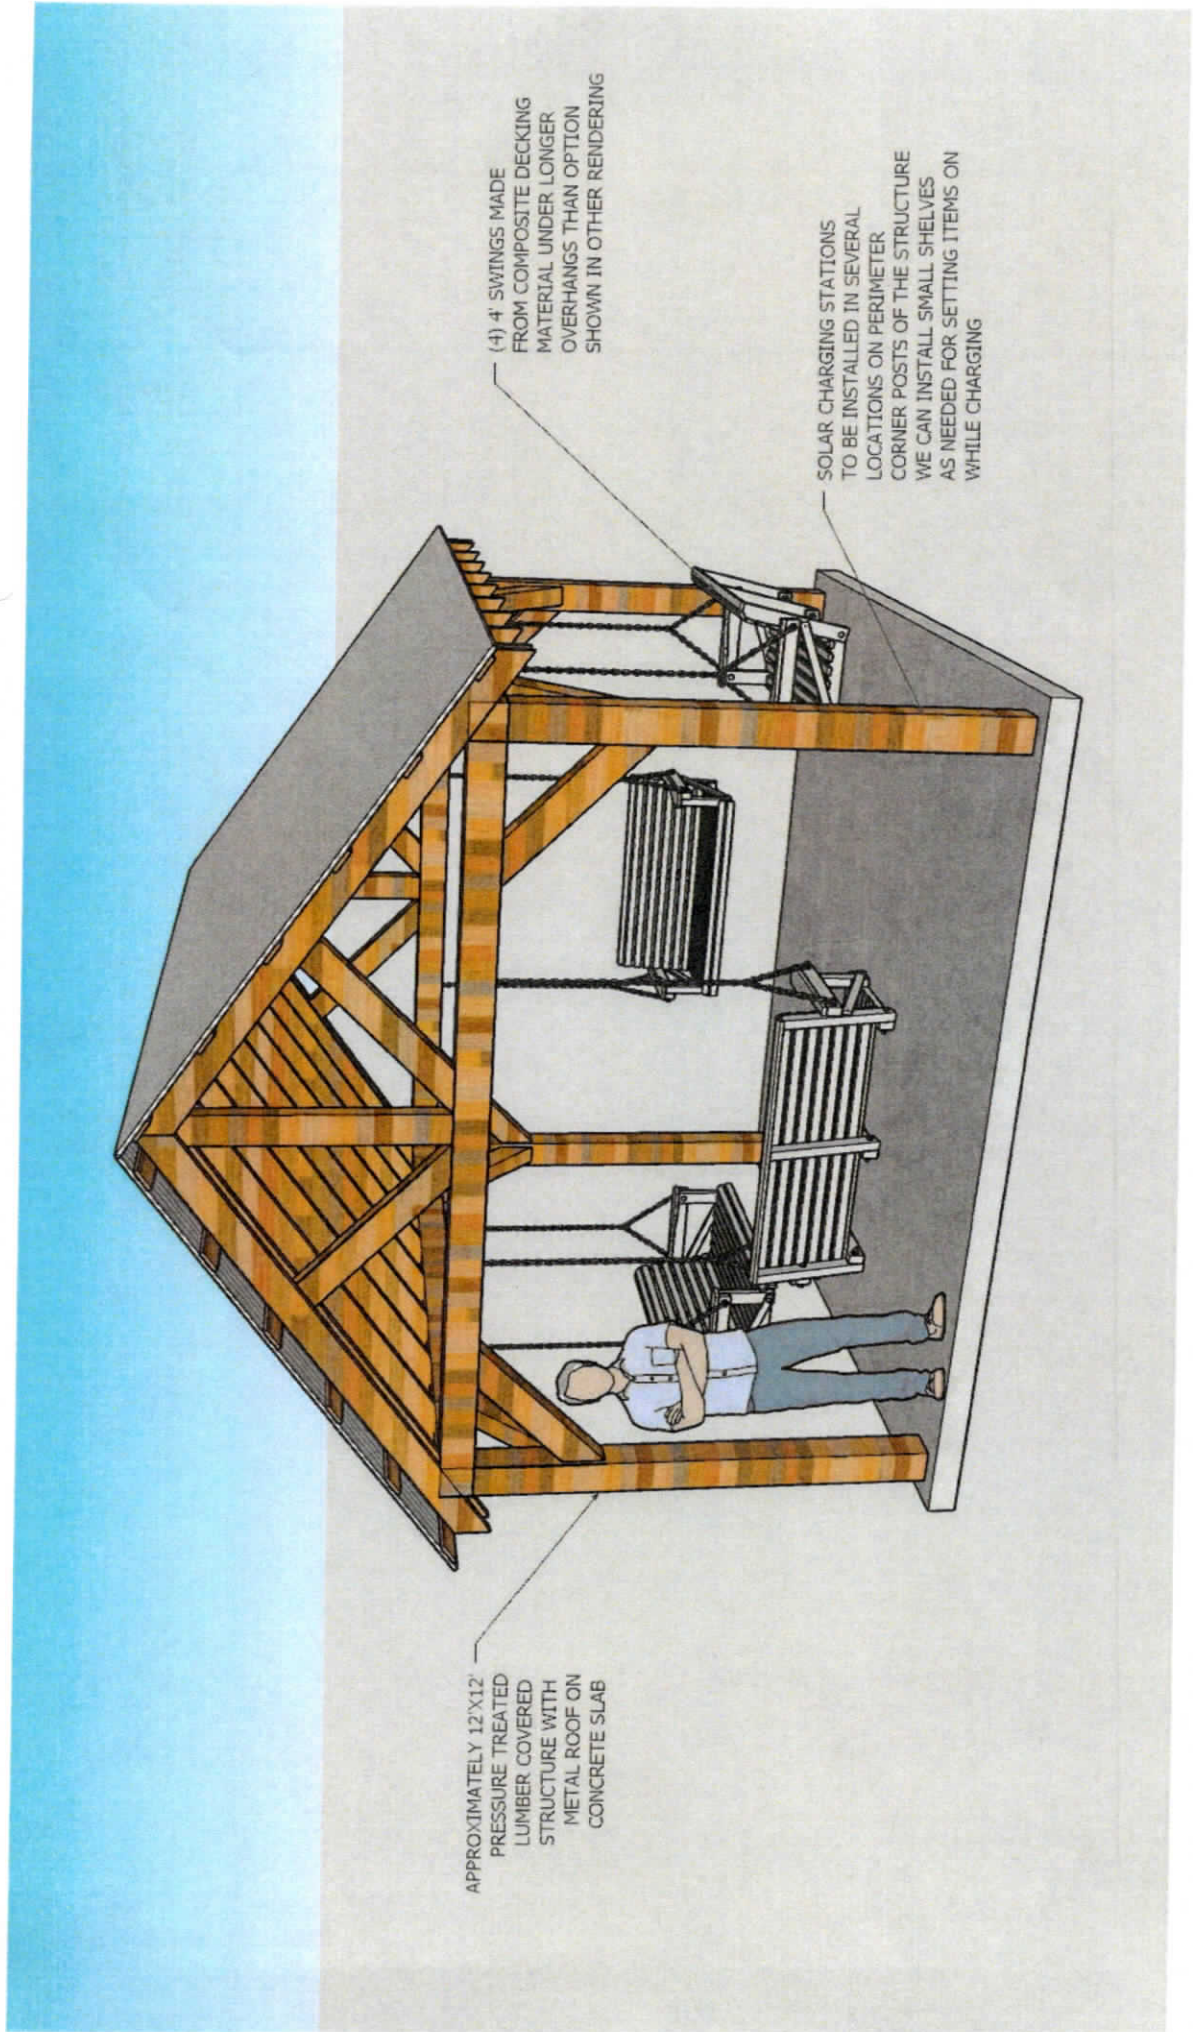 APPROXIMATELY 12'X12'
PRESSURE TREATED
LUMBER COVERED
STRUCTURE WITH
METAL ROOF ON
CONCRETE SLAB
(4) 4' SWINGS MADE
FROM COMPOSITE DECKING
MATERIAL UNDER LONGER
OVERHANGS THAN OPTION
SHOWN IN OTHER RENDERING
SOLAR CHARGING STATIONS
TO BE INSTALLED IN SEVERAL
LOCATIONS ON PERIMETER
CORNER POSTS OF THE STRUCTURE
WE CAN INSTALL SMALL SHELVES
AS NEEDED FOR SETTING ITEMS ON
WHILE CHARGING